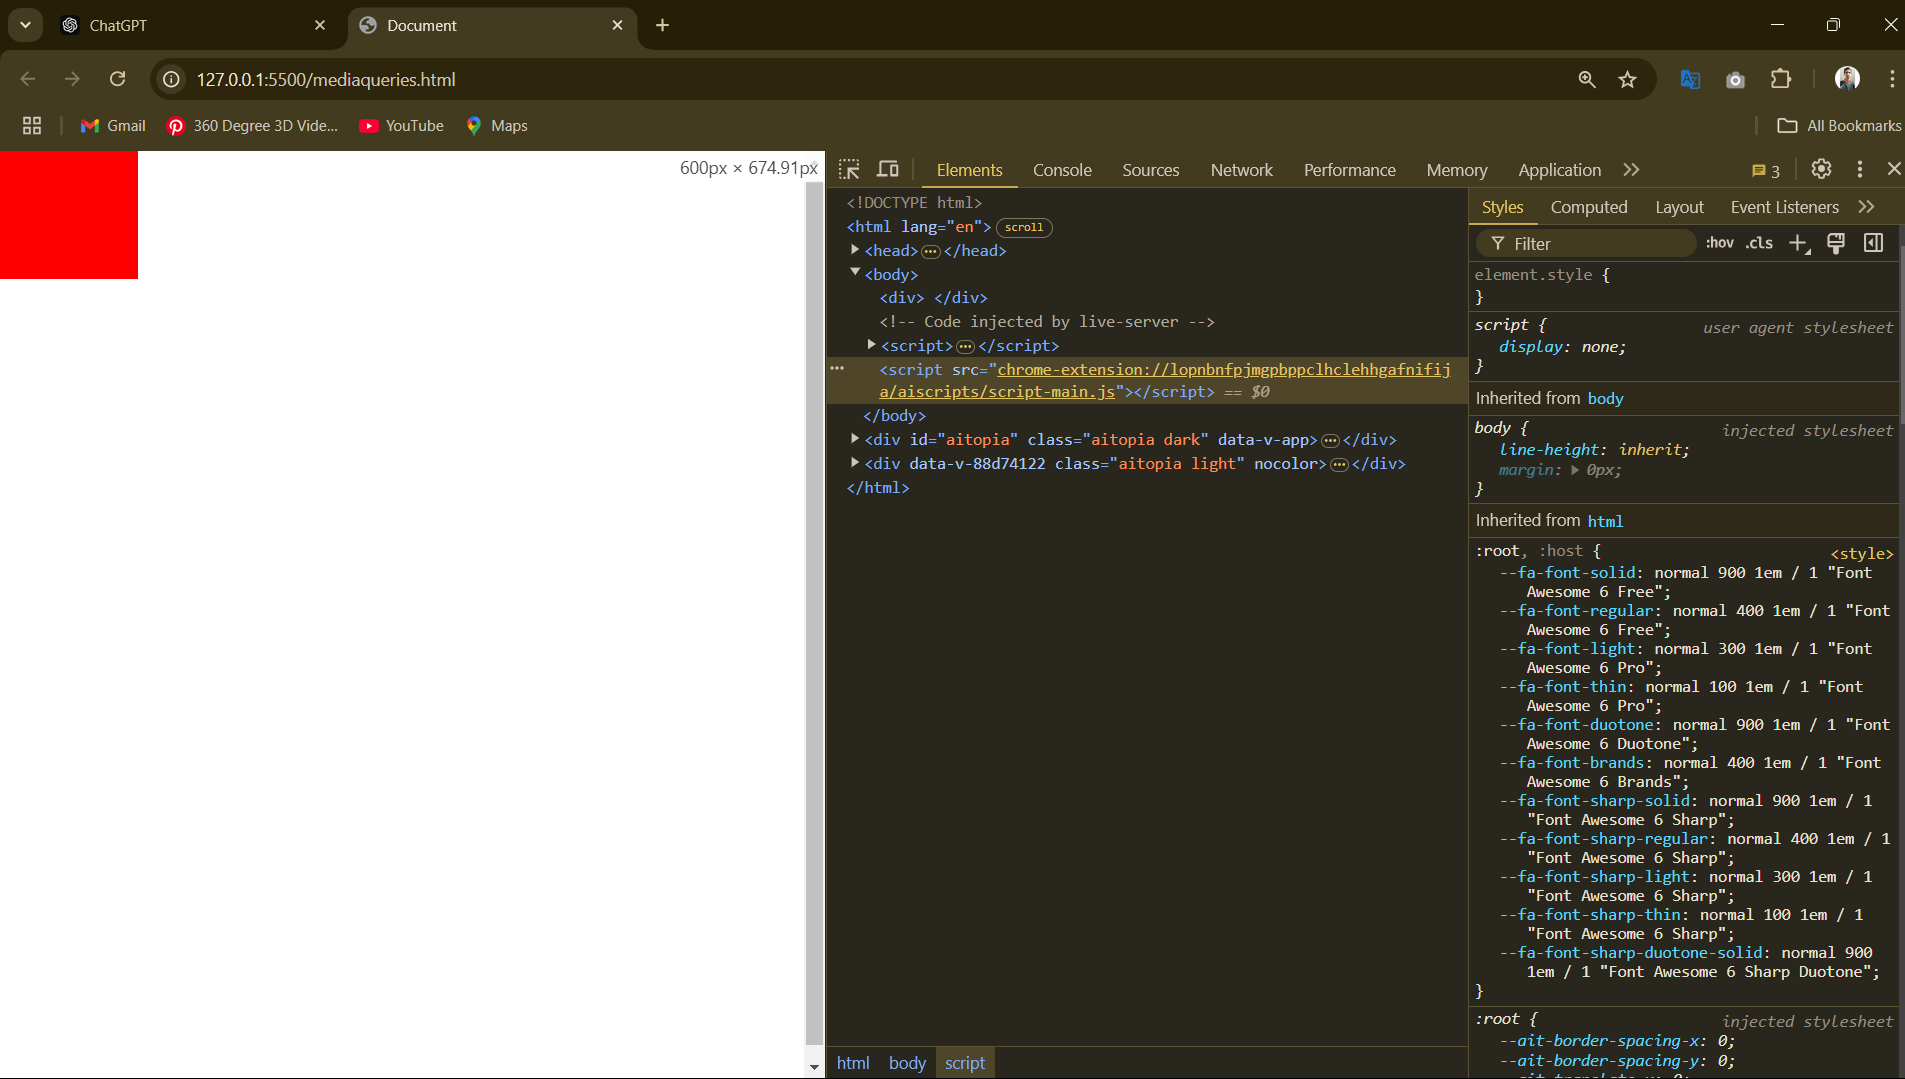 ChatGPT
Document
127.0.0.1:5500/mediaqueries.html
Gmail
360 Degree 3D Vide...
YouTube
Maps
All Bookmarks
600px × 674.91px
Elements
Console
Sources
Network
Performance
Memory
Application
3
<!DOCTYPE html>
<html lang="en"> scroll
<head> ⋯ </head>
<body>
<div> </div>
<!-- Code injected by live-server -->
<script> ⋯ </script>
<script src="chrome-extension://lopnbnfpjmgpbppclhclehhgafnifij
a/aiscripts/script-main.js"></script> == $0
</body>
<div id="aitopia" class="aitopia dark" data-v-app> ⋯ </div>
<div data-v-88d74122 class="aitopia light" nocolor> ⋯ </div>
</html>
html body script
Styles
Computed
Layout
Event Listeners
Filter
:hov .cls
element.style {
}
script { user agent stylesheet
display: none;
}
Inherited from body
body { injected stylesheet
line-height: inherit;
margin: 0px;
}
Inherited from html
:root, :host { <style>
--fa-font-solid: normal 900 1em / 1 "Font
Awesome 6 Free";
--fa-font-regular: normal 400 1em / 1 "Font
Awesome 6 Free";
--fa-font-light: normal 300 1em / 1 "Font
Awesome 6 Pro";
--fa-font-thin: normal 100 1em / 1 "Font
Awesome 6 Pro";
--fa-font-duotone: normal 900 1em / 1 "Font
Awesome 6 Duotone";
--fa-font-brands: normal 400 1em / 1 "Font
Awesome 6 Brands";
--fa-font-sharp-solid: normal 900 1em / 1
"Font Awesome 6 Sharp";
--fa-font-sharp-regular: normal 400 1em / 1
"Font Awesome 6 Sharp";
--fa-font-sharp-light: normal 300 1em / 1
"Font Awesome 6 Sharp";
--fa-font-sharp-thin: normal 100 1em / 1
"Font Awesome 6 Sharp";
--fa-font-sharp-duotone-solid: normal 900
1em / 1 "Font Awesome 6 Sharp Duotone";
}
:root { injected stylesheet
--ait-border-spacing-x: 0;
--ait-border-spacing-y: 0;